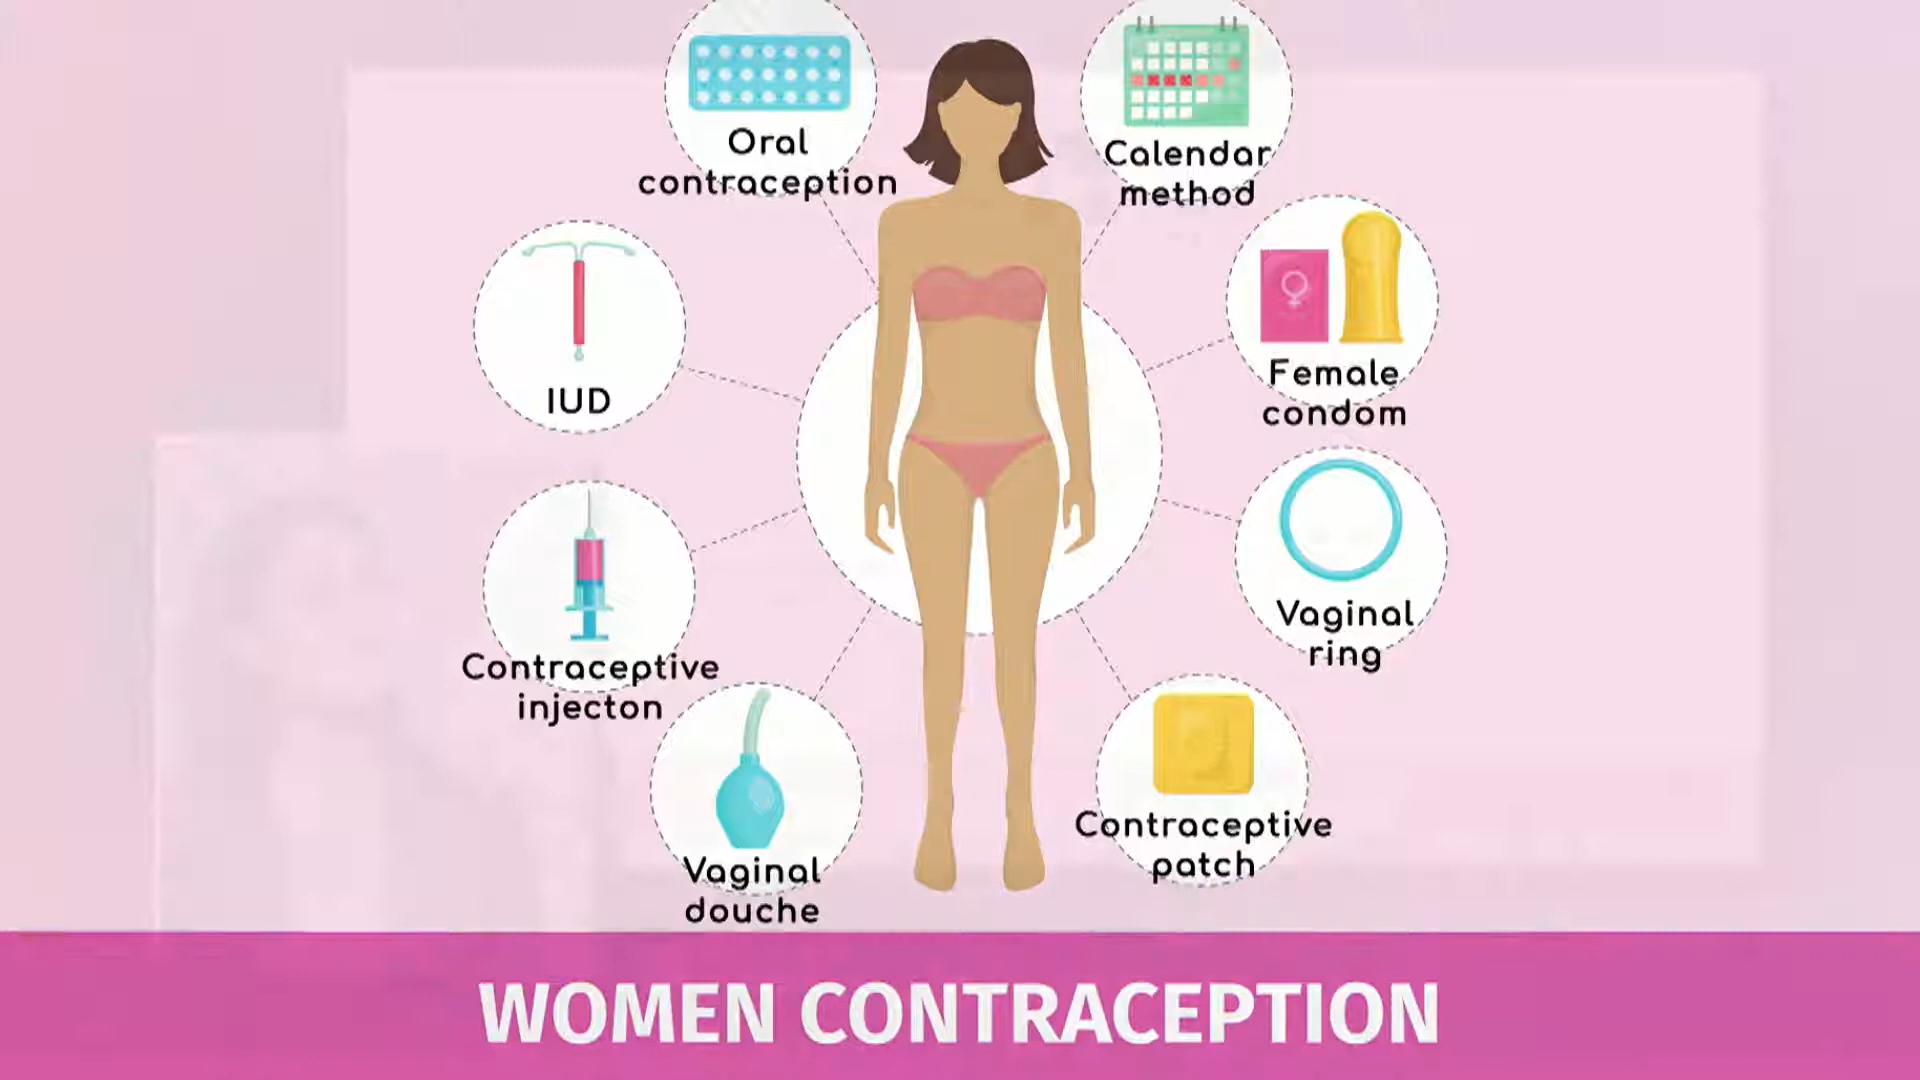 Oral
contraception
Calendar
method
IUD
Female
condom
Contraceptive
injecton
Vaginal
ring
Vaginal
douche
Contraceptive
patch
WOMEN CONTRACEPTION